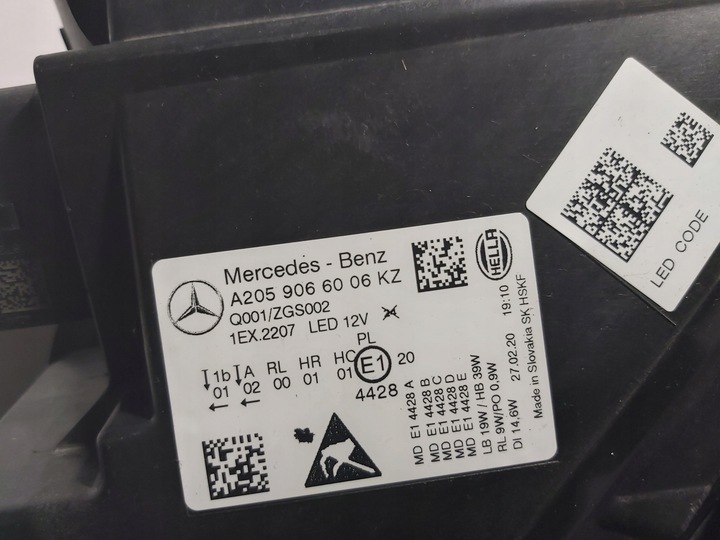 Mercedes - Benz
A205 906 60 06 KZ
Q001/ZGS002
1EX.2207 LED 12V
PL
1b A RL HR HC
01 02 00 01 01
E1 20
4428
HELLA
MD E1 4428 A
MD E1 4428 B
MD E1 4428 C
MD E1 4428 D
MD E1 4428 E
LB 19W / HB 39W
RL 9W/PO 0,9W
DI 14,6W 27.02.20 19:10
Made in Slovakia SK HSKF
LED CODE